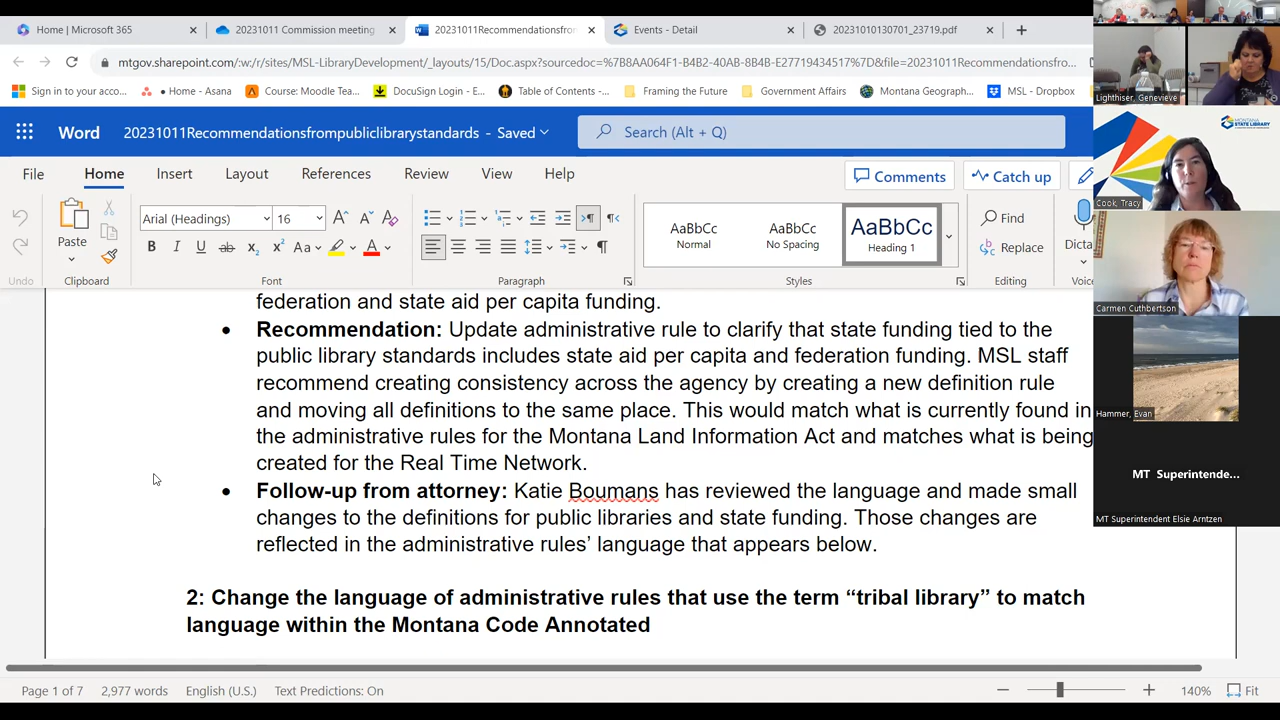 Home | Microsoft 365
20231011 Commission meeting
20231011Recommendationsfrom
Events - Detail
20231010130701_23719.pdf
mtgov.sharepoint.com/:w:/r/sites/MSL-LibraryDevelopment/_layouts/15/Doc.aspx?sourcedoc=%7B8AA064F1-B4B2-40AB-8B4B-E27719434517%7D&file=20231011Recommendationsfro...
Sign in to your acco...
• Home - Asana
Course: Moodle Tea...
DocuSign Login - E...
Table of Contents -...
Framing the Future
Government Affairs
Montana Geograph...
MSL - Dropbox
Word
20231011Recommendationsfrompubliclibrarystandards - Saved
Search (Alt + Q)
File
Home
Insert
Layout
References
Review
View
Help
Comments
Catch up
Arial (Headings)
16
Paste
Undo
Clipboard
Font
Paragraph
AaBbCc
Normal
AaBbCc
No Spacing
AaBbCc
Heading 1
Styles
Find
Replace
Editing
Dicta
Voice
federation and state aid per capita funding.
• Recommendation: Update administrative rule to clarify that state funding tied to the
public library standards includes state aid per capita and federation funding. MSL staff
recommend creating consistency across the agency by creating a new definition rule
and moving all definitions to the same place. This would match what is currently found in
the administrative rules for the Montana Land Information Act and matches what is being
created for the Real Time Network.
• Follow-up from attorney: Katie Boumans has reviewed the language and made small
changes to the definitions for public libraries and state funding. Those changes are
reflected in the administrative rules’ language that appears below.
2: Change the language of administrative rules that use the term “tribal library” to match
language within the Montana Code Annotated
Page 1 of 7
2,977 words
English (U.S.)
Text Predictions: On
140%
Fit
Lighthiser, Genevieve
MONTANA
STATE LIBRARY
Cook, Tracy
Carmen Cuthbertson
Hammer, Evan
MT Superintende...
MT Superintendent Elsie Arntzen